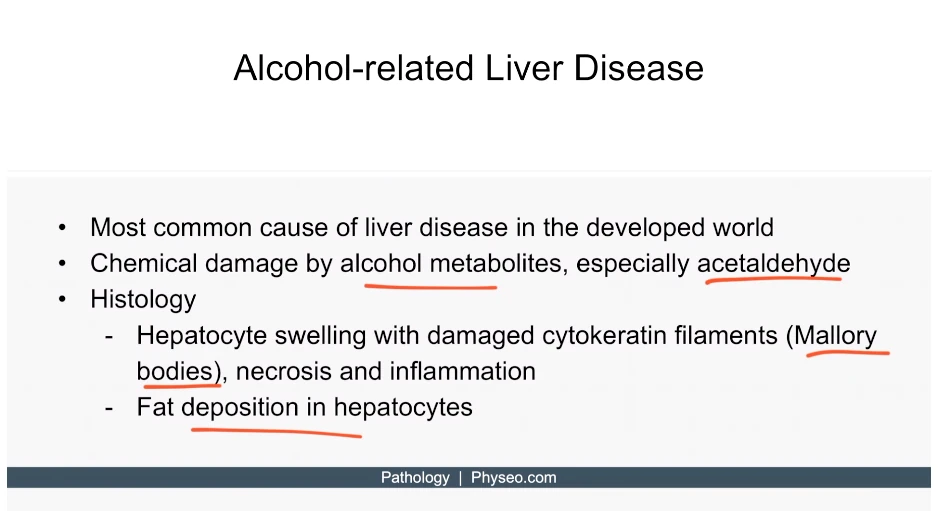 Alcohol-related Liver Disease
• Most common cause of liver disease in the developed world
• Chemical damage by alcohol metabolites, especially acetaldehyde
• Histology
- Hepatocyte swelling with damaged cytokeratin filaments (Mallory
bodies), necrosis and inflammation
- Fat deposition in hepatocytes
Pathology | Physeo.com